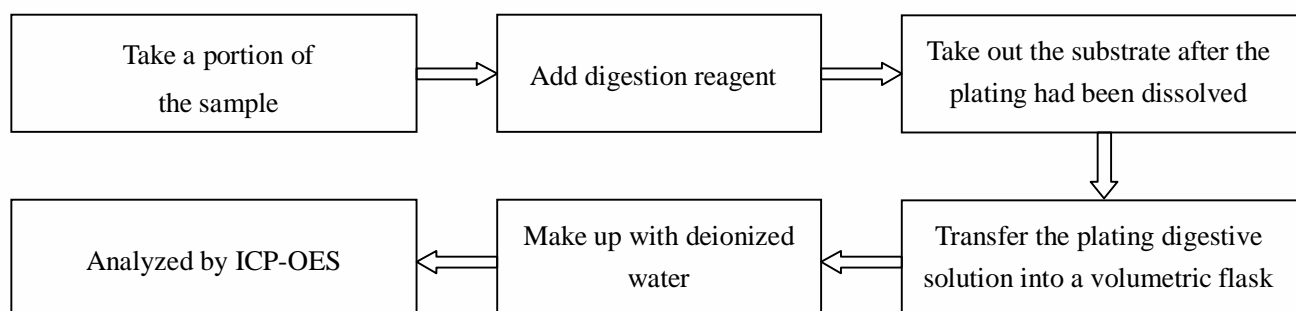 Take a portion of
the sample
Add digestion reagent
Take out the substrate after the
plating had been dissolved
Transfer the plating digestive
solution into a volumetric flask
Make up with deionized
water
Analyzed by ICP-OES